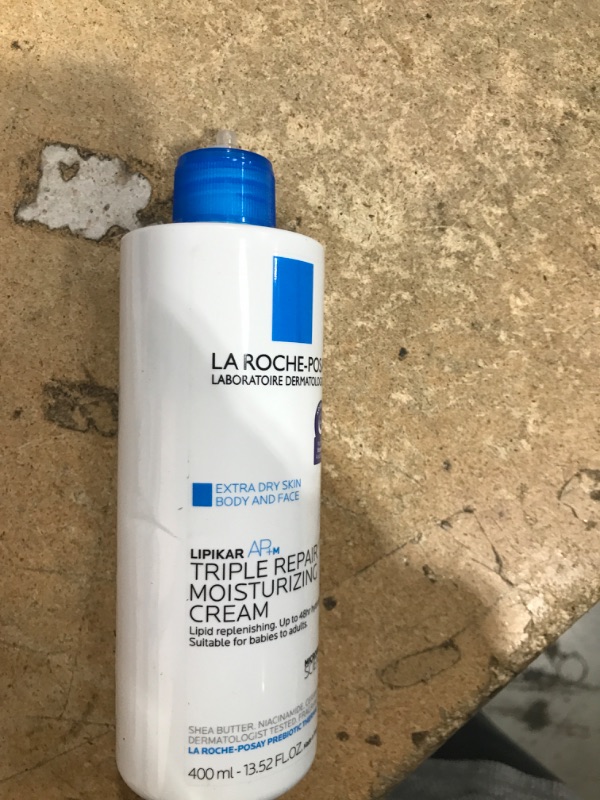 LA ROCHE-POS
LABORATOIRE DERMATOLOG
EXTRA DRY SKIN
BODY AND FACE
LIPIKAR AP+M
TRIPLE REPAIR
MOISTURIZING
CREAM
Lipid replenishing. Up to 48hr
Suitable for babies to adults.
SHEA BUTTER. NIACINAMIDE.
DERMATOLOGIST TESTED.
LA ROCHE-POSAY PREBIOTIC
400 ml - 13.52 FL.OZ.